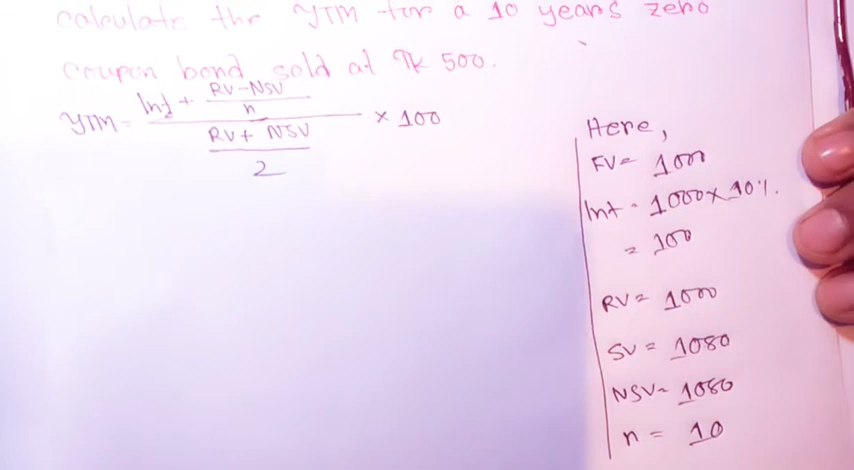 calculate the YTM for a 10 years zero
coupon bond sold at Tk 500.
YTM = Int + RV-NSV / n / RV + NSV / 2 × 100
Here,
FV = 1000
Int = 1000 × 10%.
= 100
RV = 1000
SV = 1080
NSV = 1080
n = 10